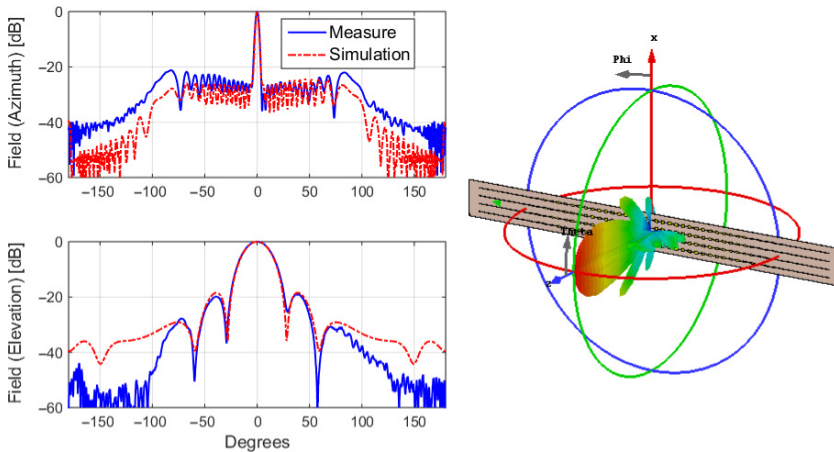 Field (Azimuth) [dB]
0
−20
−40
−60
Measure
Simulation
−150
−100
−50
0
50
100
150
Field (Elevation) [dB]
0
−20
−40
−60
−150
−100
−50
0
50
100
150
Degrees
x
Phi
Theta
z